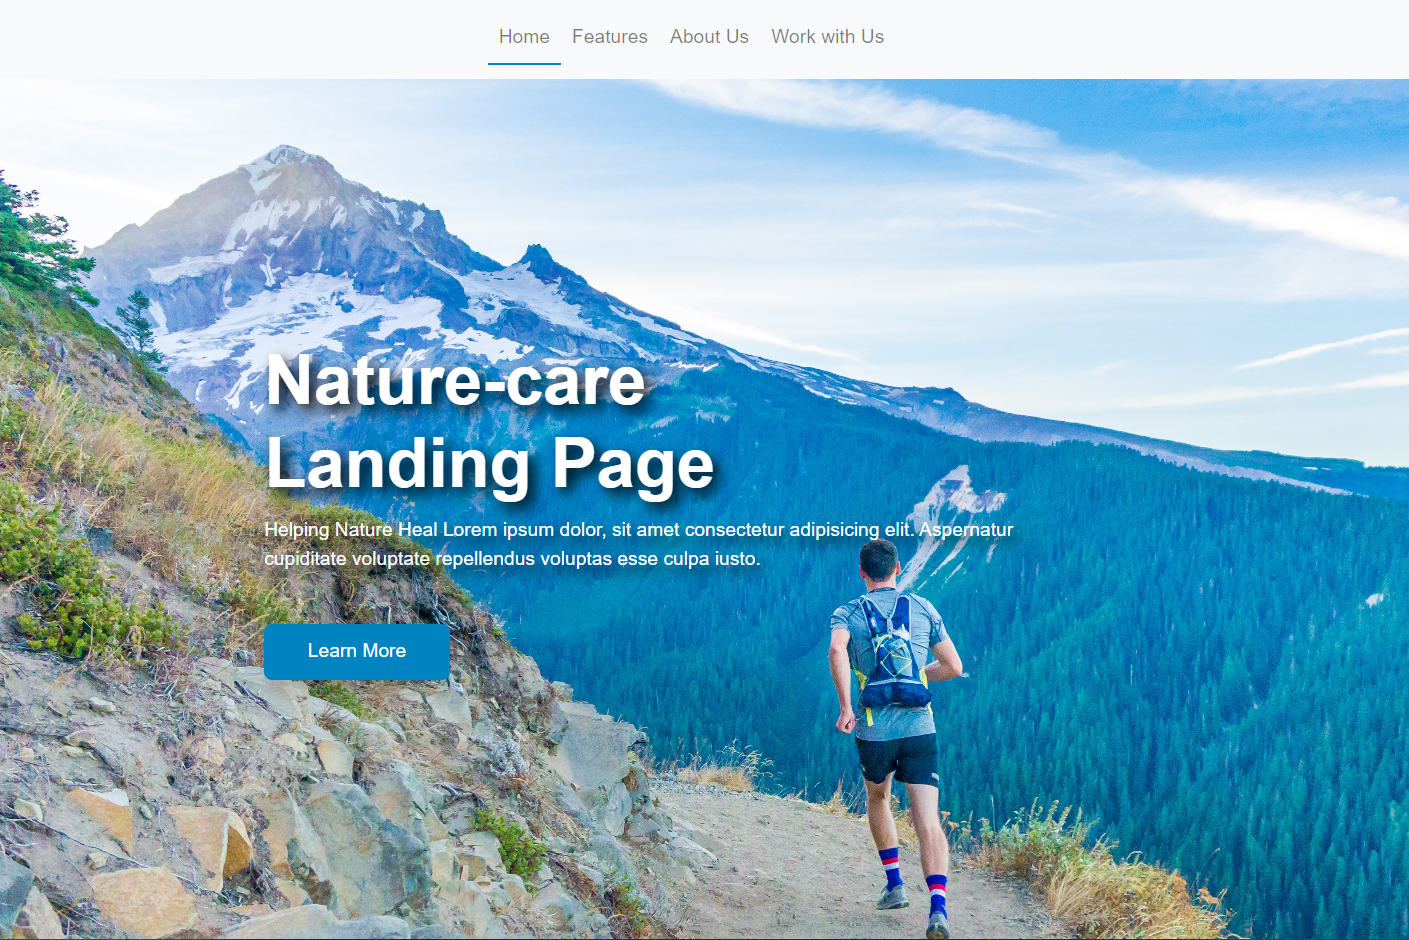 Home Features About Us Work with Us
Nature-care
Landing Page
Helping Nature Heal Lorem ipsum dolor, sit amet consectetur adipisicing elit. Aspernatur
cupiditate voluptate repellendus voluptas esse culpa iusto.
Learn More